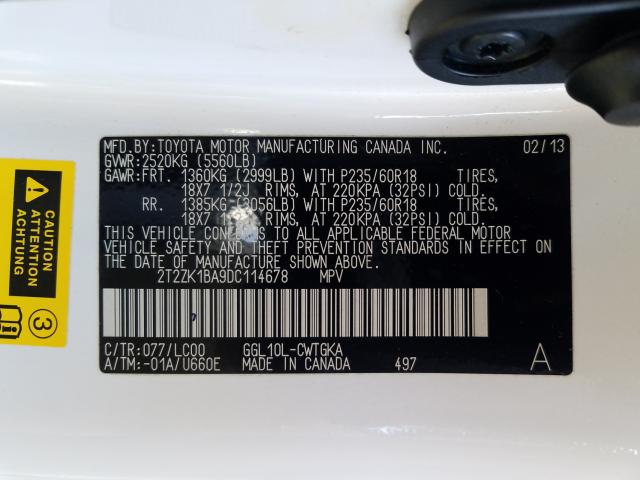 MFD.BY:TOYOTA MOTOR MANUFACTURING CANADA INC. 02/13
GVWR:2520KG (5560LB)
GAWR:FRT. 1360KG (2999LB) WITH P235/60R18 TIRES,
18X7 1/2J RIMS, AT 220KPA (32PSI) COLD.
RR. 1385KG (3056LB) WITH P235/60R18 TIRES,
18X7 RIMS, AT 220KPA (32PSI) COLD.
THIS VEHICLE CONFORMS TO ALL APPLICABLE FEDERAL MOTOR
VEHICLE SAFETY AND THEFT PREVENTION STANDARDS IN EFFECT ON
THE DATE OF MANUFACTURE SHOWN ABOVE.
2T2ZK1BA9DC114678 MPV
C/TR:077/LC00 GGL10L-CWTGKA
A/TM:-01A/U660E MADE IN CANADA 497 A
CAUTION
ATTENTION
ACHTUNG
3